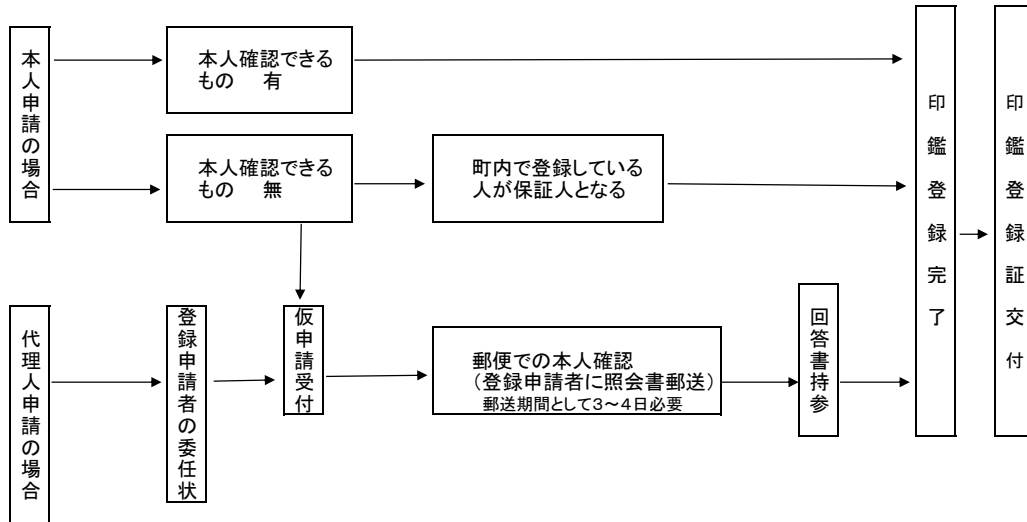 本人申請の場合
本人確認できる
もの 有
本人確認できる
もの 無
町内で登録している
人が保証人となる
代理人申請の場合
登録申請者の委任状
仮申請受付
郵便での本人確認
(登録申請者に照会書郵送)
郵送期間として3～4日必要
回答書持参
印鑑登録完了
印鑑登録証交付